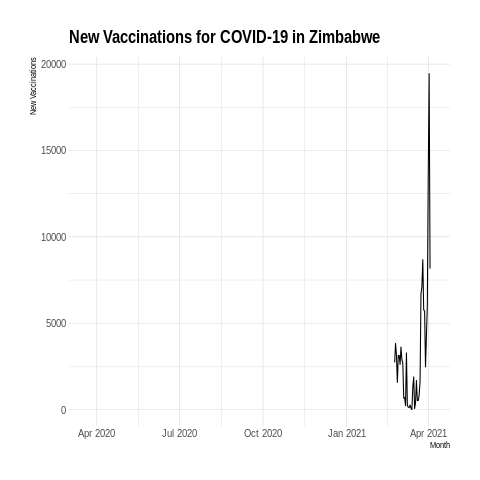 New Vaccinations for COVID-19 in Zimbabwe
New Vaccinations
20000
15000
10000
5000
0
Apr 2020 Jul 2020 Oct 2020 Jan 2021 Apr 2021
Month